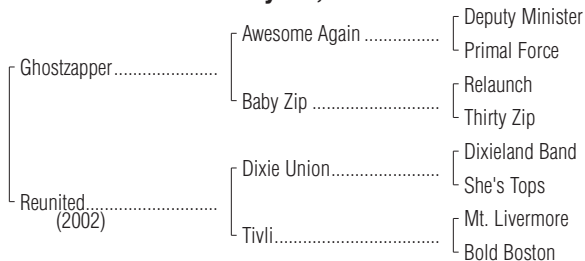 Deputy Minister
Awesome Again ................
Primal Force
Ghostzapper.......................
Relaunch
Baby Zip ...........................
Thirty Zip
Dixieland Band
Dixie Union........................
She's Tops
Reunited.............................
(2002)
Mt. Livermore
Tivli....................................
Bold Boston